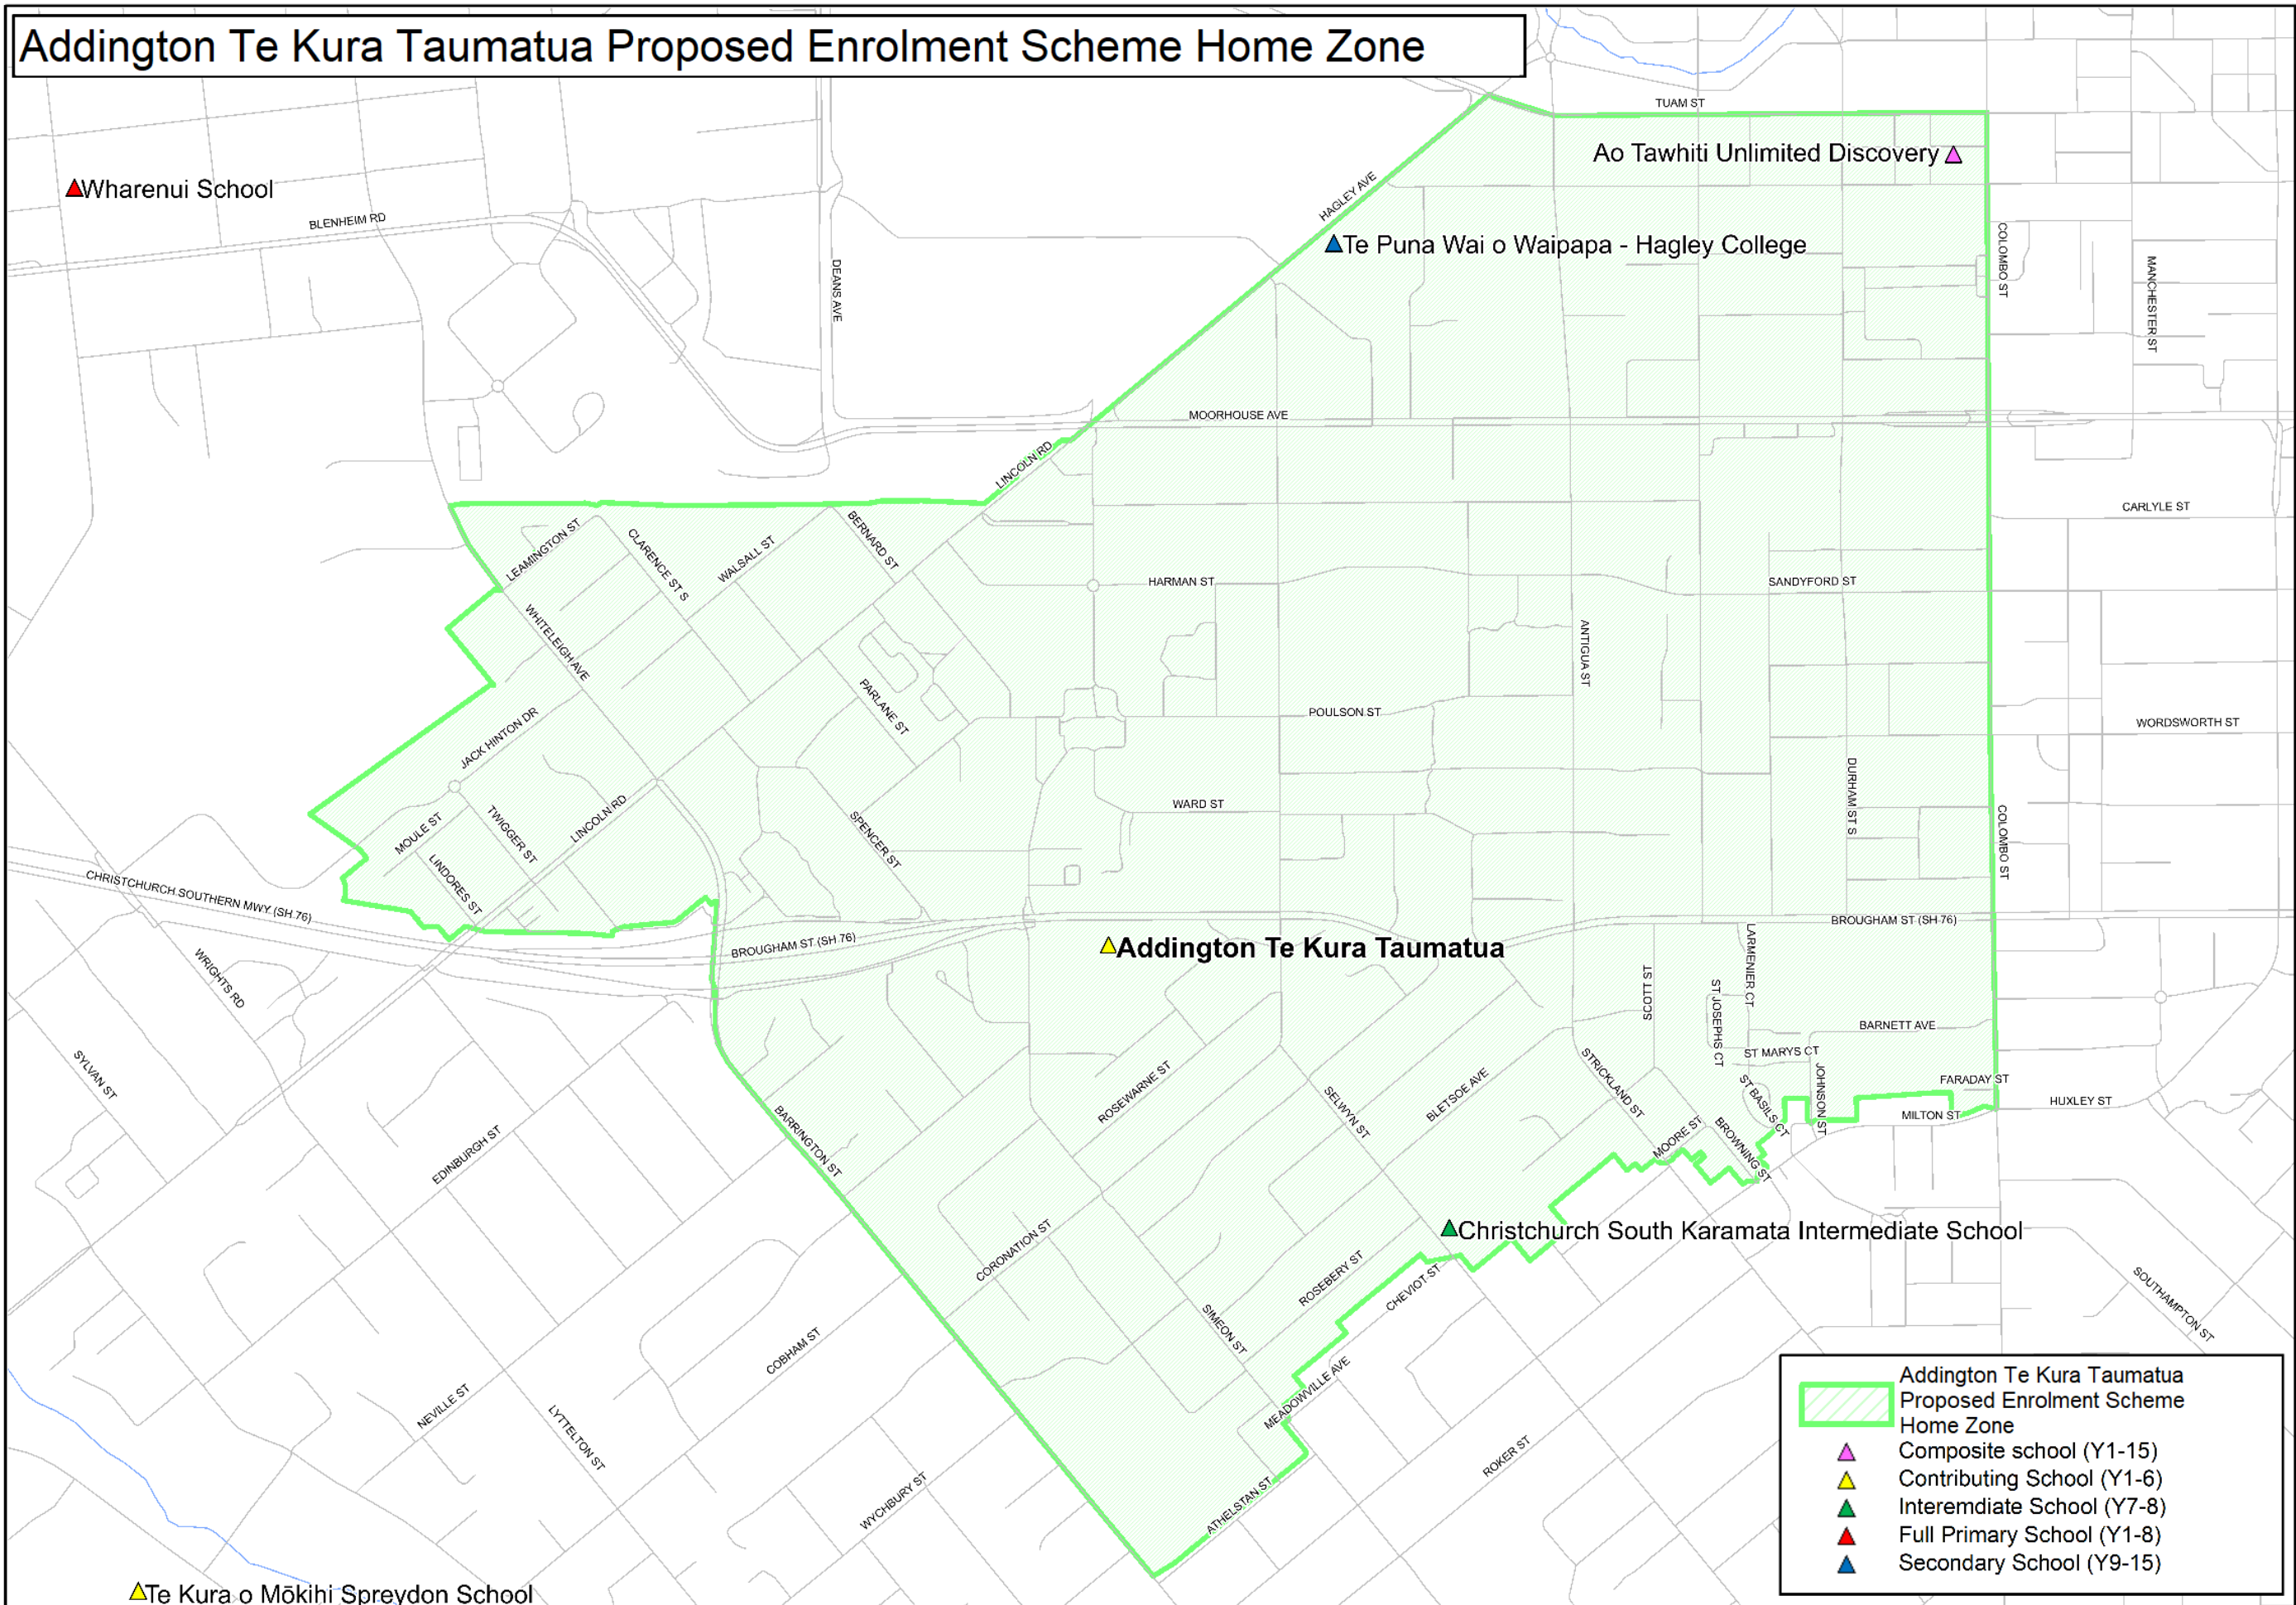 Addington Te Kura Taumatua Proposed Enrolment Scheme Home Zone
TUAM ST
Ao Tawhiti Unlimited Discovery
Wharenui School
HAGLEY AVE
BLENHEIM RD
Te Puna Wai o Waipapa - Hagley College
COLOMBO ST
DEANS AVE
MANCHESTER ST
MOORHOUSE AVE
LINCOLN RD
CARLYLE ST
LEAMINGTON ST
CLARENCE ST S
WALSALL ST
BERNARD ST
HARMAN ST
SANDYFORD ST
WHITELEIGH AVE
ANTIGUA ST
PARLANE ST
POULSON ST
WORDSWORTH ST
JACK HINTON DR
DURHAM ST S
WARD ST
COLOMBO ST
MOULE ST
TWIGGER ST
LINCOLN RD
SPENCER ST
LINDORES ST
CHRISTCHURCH SOUTHERN MWY (SH 76)
BROUGHAM ST (SH 76)
BROUGHAM ST (SH 76)
Addington Te Kura Taumatua
WRIGHTS RD
SCOTT ST
LARMENIER CT
ST JOSEPHS CT
BARNETT AVE
ST MARYS CT
SYLVAN ST
STRICKLAND ST
FARADAY ST
ROSEWARNE ST
SELWYN ST
BLETSOE AVE
ST BASILS CT
JOHNSON ST
MILTON ST
HUXLEY ST
BARRINGTON ST
EDINBURGH ST
MOORE ST
BROWNING ST
Christchurch South Karamata Intermediate School
CORONATION ST
ROSEBERY ST
CHEVIOT ST
SOUTHAMPTON ST
SIMEON ST
COBHAM ST
MEADOWVILLE AVE
NEVILLE ST
LYTTELTON ST
ROKER ST
WYCHBURY ST
ATHELSTAN ST
Te Kura o Mōkihi Spreydon School
Addington Te Kura Taumatua
Proposed Enrolment Scheme
Home Zone
Composite school (Y1-15)
Contributing School (Y1-6)
Interemdiate School (Y7-8)
Full Primary School (Y1-8)
Secondary School (Y9-15)